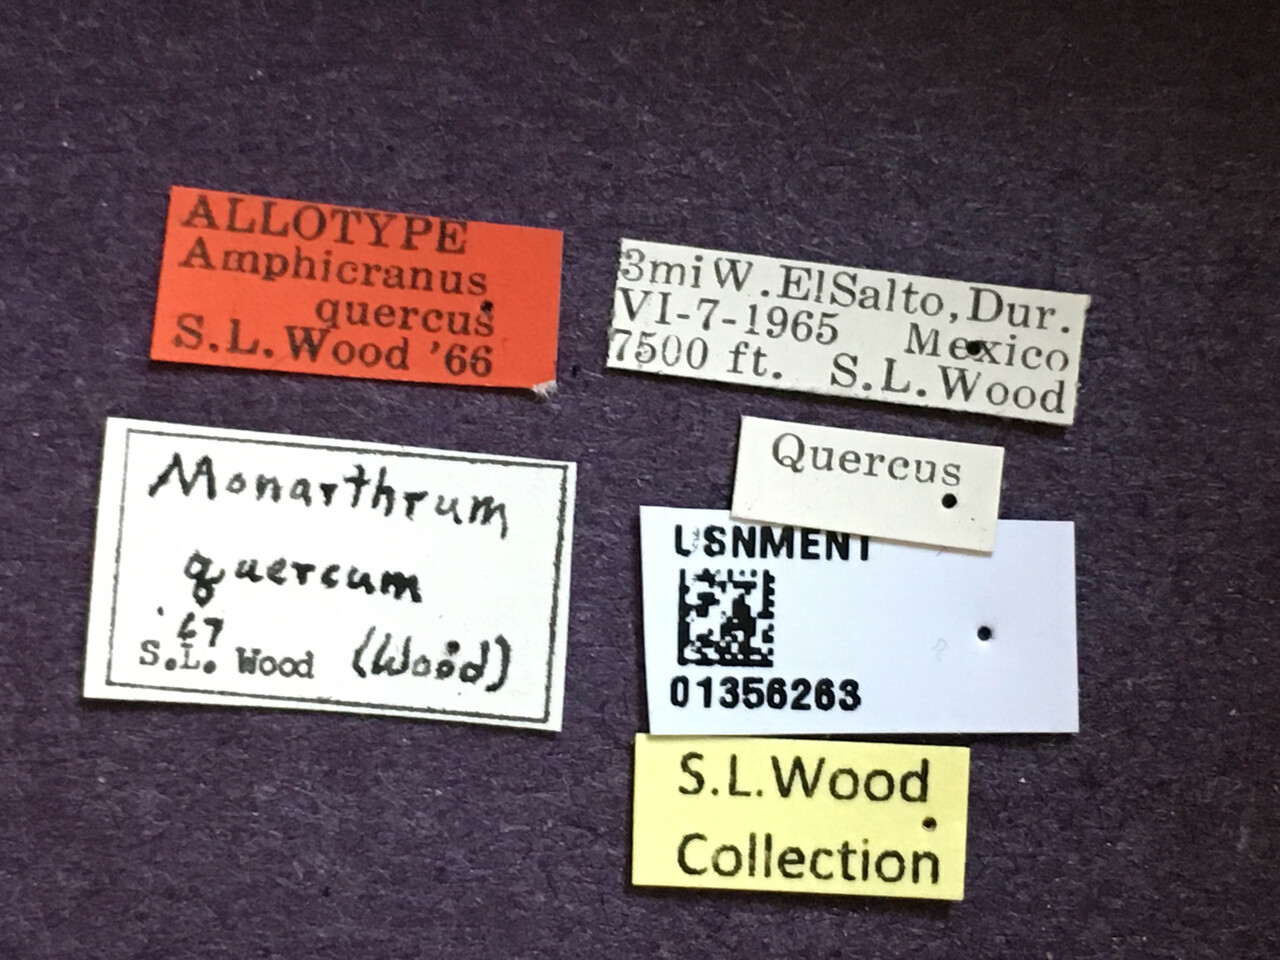 ALLOTYPE
Amphicranus
quercus
S.L.Wood '66
3mi W. ElSalto, Dur.
VI-7-1965 Mexico
7500 ft. S.L.Wood
Monarthrum
quercum
'67
S.L. Wood (Wood)
Quercus
USNMENT
01356263
S.L.Wood
Collection